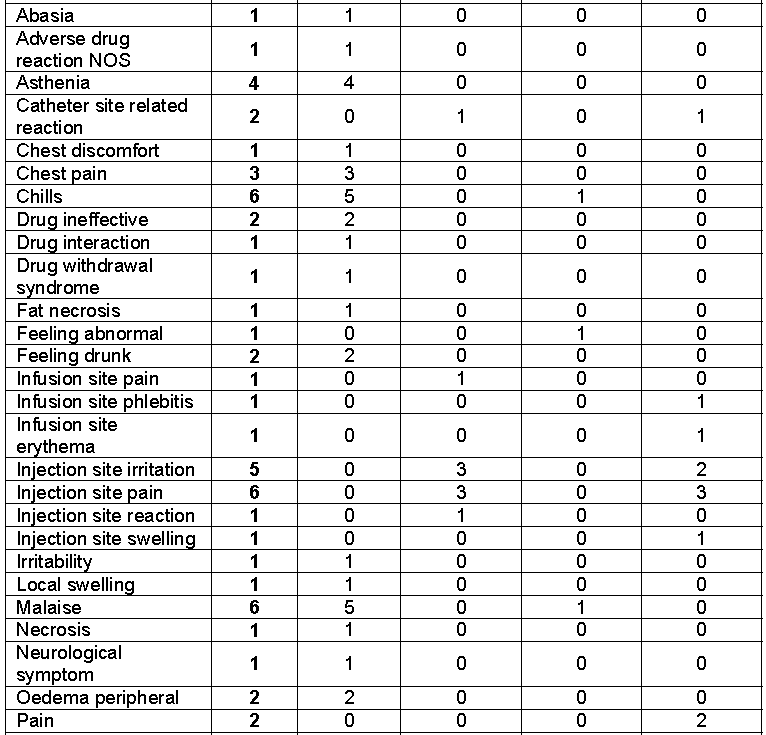 Abasia 1 1 0 0 0
Adverse drug
reaction NOS 1 1 0 0 0
Asthenia 4 4 0 0 0
Catheter site related
reaction 2 0 1 0 1
Chest discomfort 1 1 0 0 0
Chest pain 3 3 0 0 0
Chills 6 5 0 1 0
Drug ineffective 2 2 0 0 0
Drug interaction 1 1 0 0 0
Drug withdrawal
syndrome 1 1 0 0 0
Fat necrosis 1 1 0 0 0
Feeling abnormal 1 0 0 1 0
Feeling drunk 2 2 0 0 0
Infusion site pain 1 0 1 0 0
Infusion site phlebitis 1 0 0 0 1
Infusion site
erythema 1 0 0 0 1
Injection site irritation 5 0 3 0 2
Injection site pain 6 0 3 0 3
Injection site reaction 1 0 1 0 0
Injection site swelling 1 0 0 0 1
Irritability 1 1 0 0 0
Local swelling 1 1 0 0 0
Malaise 6 5 0 1 0
Necrosis 1 1 0 0 0
Neurological
symptom 1 1 0 0 0
Oedema peripheral 2 2 0 0 0
Pain 2 0 0 0 2